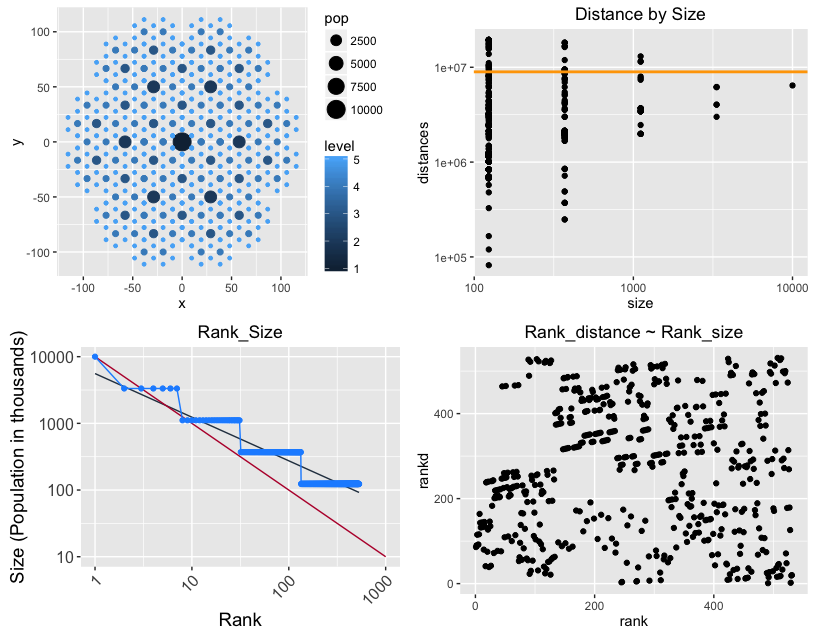 100
50
0
-50
-100
y
-100
-50
0
50
100
x
pop
2500
5000
7500
10000
level
5
4
3
2
1
Distance by Size
1e+07
1e+06
1e+05
distances
100
1000
10000
size
Rank_Size
10000
1000
100
10
Size (Population in thousands)
1
10
100
1000
Rank
Rank_distance ~ Rank_size
400
200
0
rankd
0
200
400
rank